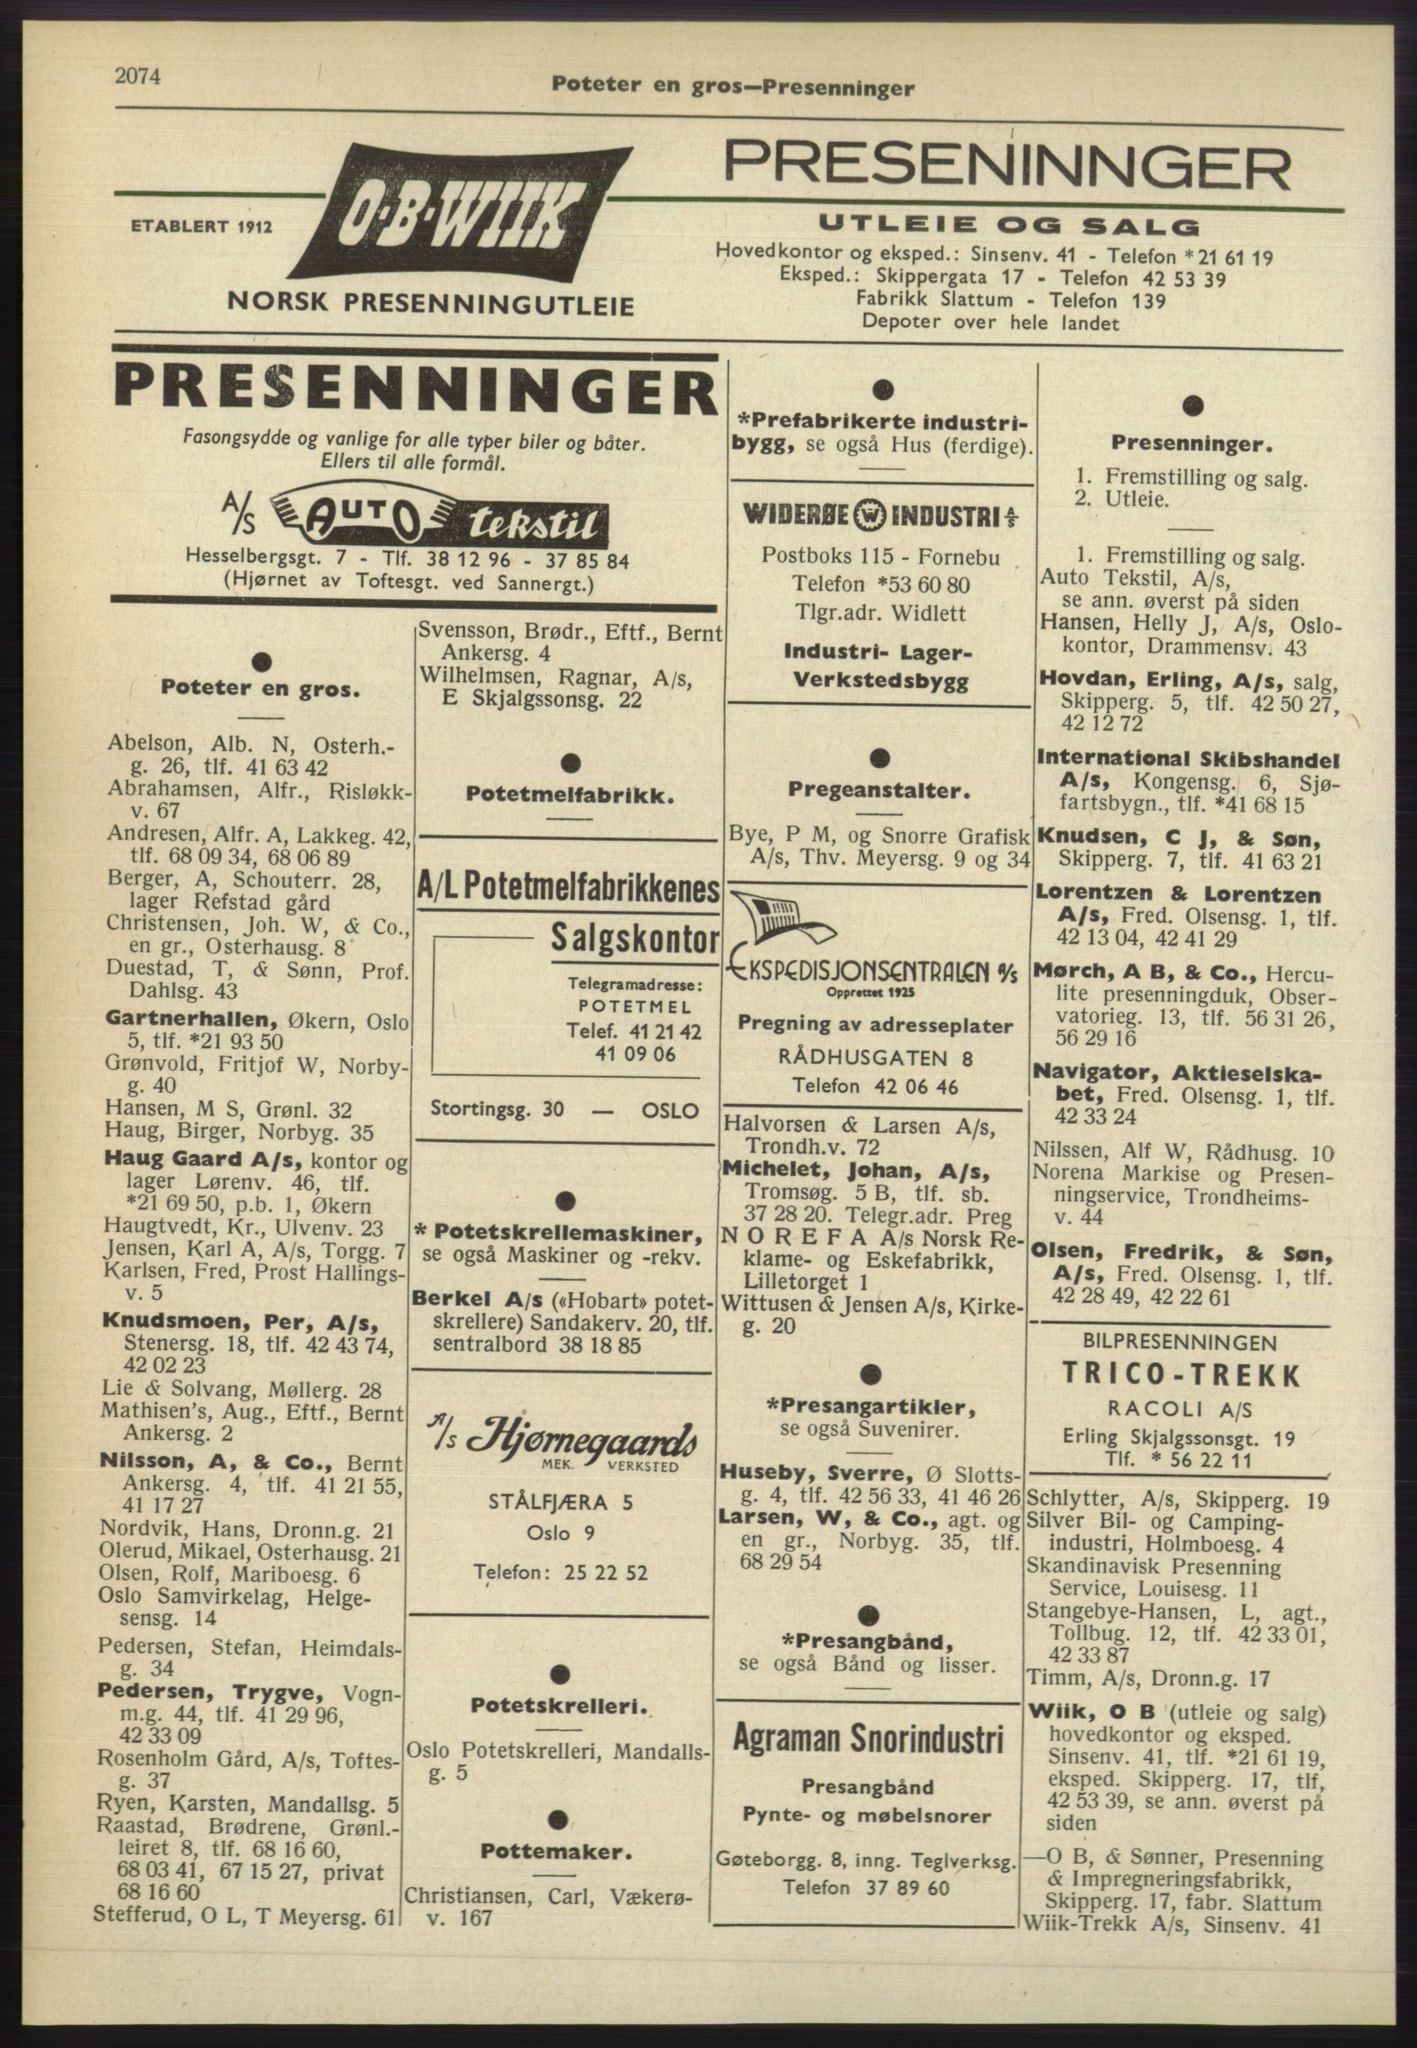 2074
Poteter en gros—Presenninger
ETABLERT 1912
O·B·WIIK
NORSK PRESENNINGUTLEIE
PRESENINNGER
UTLEIE OG SALG
Hovedkontor og eksped.: Sinsenv. 41 - Telefon *21 61 19
Eksped.: Skippergata 17 - Telefon 42 53 39
Fabrikk Slattum - Telefon 139
Depoter over hele landet
PRESENNINGER
Fasongsydde og vanlige for alle typer biler og båter.
Ellers til alle formål.
A/S AUTO tekstil
Hesselbergsgt. 7 - Tlf. 38 12 96 - 37 85 84
(Hjørnet av Toftesgt. ved Sannergt.)
Poteter en gros.
Abelson, Alb. N, Osterh.-
g. 26, tlf. 41 63 42
Abrahamsen, Alfr., Risløkk-
v. 67
Andresen, Alfr. A, Lakkeg. 42,
tlf. 68 09 34, 68 06 89
Berger, A, Schouterr. 28,
lager Refstad gård
Christensen, Joh. W, & Co.,
en gr., Osterhausg. 8
Duestad, T, & Sønn, Prof.
Dahlsg. 43
Gartnerhallen, Økern, Oslo
5, tlf. *21 93 50
Grønvold, Fritjof W, Norby-
g. 40
Hansen, M S, Grønl. 32
Haug, Birger, Norbyg. 35
Haug Gaard A/s, kontor og
lager Lørenv. 46, tlf.
*21 69 50, p.b. 1, Økern
Haugtvedt, Kr., Ulvenv. 23
Jensen, Karl A, A/s, Torgg. 7
Karlsen, Fred, Prost Hallings-
v. 5
Knudsmoen, Per, A/s,
Stenersg. 18, tlf. 42 43 74,
42 02 23
Lie & Solvang, Møllerg. 28
Mathisen's, Aug., Eftf., Bernt
Ankersg. 2
Nilsson, A, & Co., Bernt
Ankersg. 4, tlf. 41 21 55,
41 17 27
Nordvik, Hans, Dronn.g. 21
Olerud, Mikael, Osterhausg. 21
Olsen, Rolf, Mariboesg. 6
Oslo Samvirkelag, Helge-
sensg. 14
Pedersen, Stefan, Heimdals-
g. 34
Pedersen, Trygve, Vogn-
m.g. 44, tlf. 41 29 96,
42 33 09
Rosenholm Gård, A/s, Toftes-
g. 37
Ryen, Karsten, Mandallsg. 5
Raastad, Brødrene, Grønl.-
leiret 8, tlf. 68 16 60,
68 03 41, 67 15 27, privat
68 16 60
Stefferud, O L, T Meyersg. 61
Svensson, Brødr., Eftf., Bernt
Ankersg. 4
Wilhelmsen, Ragnar, A/s,
E Skjalgssonsg. 22
Potetmelfabrikk.
A/L Potetmelfabrikkenes
Salgskontor
Telegramadresse:
POTETMEL
Telef. 41 21 42
41 09 06
Stortingsg. 30 — OSLO
* Potetskrellemaskiner,
se også Maskiner og -rekv.
Berkel A/s («Hobart» potet-
skrellere) Sandakerv. 20, tlf.
sentralbord 38 18 85
A/S Hjørnegaards
MEK. VERKSTED
STÅLFJÆRA 5
Oslo 9
Telefon: 25 22 52
Potetskrelleri.
Oslo Potetskrelleri, Mandalls-
g. 5
Pottemaker.
Christiansen, Carl, Vækerø-
v. 167
*Prefabrikerte industri-
bygg, se også Hus (ferdige).
WIDERØE W INDUSTRI A/S
Postboks 115 - Fornebu
Telefon *53 60 80
Tlgr.adr. Widlett
Industri- Lager-
Verkstedsbygg
Pregeanstalter.
Bye, P M, og Snorre Grafisk
A/s, Thv. Meyersg. 9 og 34
EKSPEDISJONSENTRALEN A/S
Opprettet 1925
Pregning av adresseplater
RÅDHUSGATEN 8
Telefon 42 06 46
Halvorsen & Larsen A/s,
Trondh.v. 72
Michelet, Johan, A/s,
Tromsøg. 5 B, tlf. sb.
37 28 20. Telegr.adr. Preg
NOREFA A/s Norsk Re-
klame- og Eskefabrikk,
Lilletorget 1
Wittusen & Jensen A/s, Kirke-
g. 20
*Presangartikler,
se også Suvenirer.
Huseby, Sverre, Ø Slotts-
g. 4, tlf. 42 56 33, 41 46 26
Larsen, W, & Co., agt. og
en gr., Norbyg. 35, tlf.
68 29 54
*Presangbånd,
se også Bånd og lisser.
Agraman Snorindustri
Presangbånd
Pynte- og møbelsnorer
Gøteborgg. 8, inng. Teglverksg.
Telefon 37 89 60
Presenninger.
1. Fremstilling og salg.
2. Utleie.
1. Fremstilling og salg.
Auto Tekstil, A/s,
se ann. øverst på siden
Hansen, Helly J, A/s, Oslo-
kontor, Drammensv. 43
Hovdan, Erling, A/s, salg,
Skipperg. 5, tlf. 42 50 27,
42 12 72
International Skibshandel
A/s, Kongensg. 6, Sjø-
fartsbygn., tlf. *41 68 15
Knudsen, C J, & Søn,
Skipperg. 7, tlf. 41 63 21
Lorentzen & Lorentzen
A/s, Fred. Olsensg. 1, tlf.
42 13 04, 42 41 29
Mørch, A B, & Co., Hercu-
lite presenningduk, Obser-
vatorieg. 13, tlf. 56 31 26,
56 29 16
Navigator, Aktieselska-
bet, Fred. Olsensg. 1, tlf.
42 33 24
Nilssen, Alf W, Rådhusg. 10
Norena Markise og Presen-
ningservice, Trondheims-
v. 44
Olsen, Fredrik, & Søn,
A/s, Fred. Olsensg. 1, tlf.
42 28 49, 42 22 61
BILPRESENNINGEN
TRICO-TREKK
RACOLI A/S
Erling Skjalgssonsgt. 19
Tlf. * 56 22 11
Schlytter, A/s, Skipperg. 19
Silver Bil- og Camping-
industri, Holmboesg. 4
Skandinavisk Presenning
Service, Louisesg. 11
Stangebye-Hansen, L, agt.,
Tollbug. 12, tlf. 42 33 01,
42 33 87
Timm, A/s, Dronn.g. 17
Wiik, O B (utleie og salg)
hovedkontor og eksped.
Sinsenv. 41, tlf. *21 61 19,
eksped. Skipperg. 17, tlf,
42 53 39, se ann. øverst på
siden
—O B, & Sønner, Presenning
& Impregneringsfabrikk,
Skipperg. 17, fabr. Slattum
Wiik-Trekk A/s, Sinsenv. 41